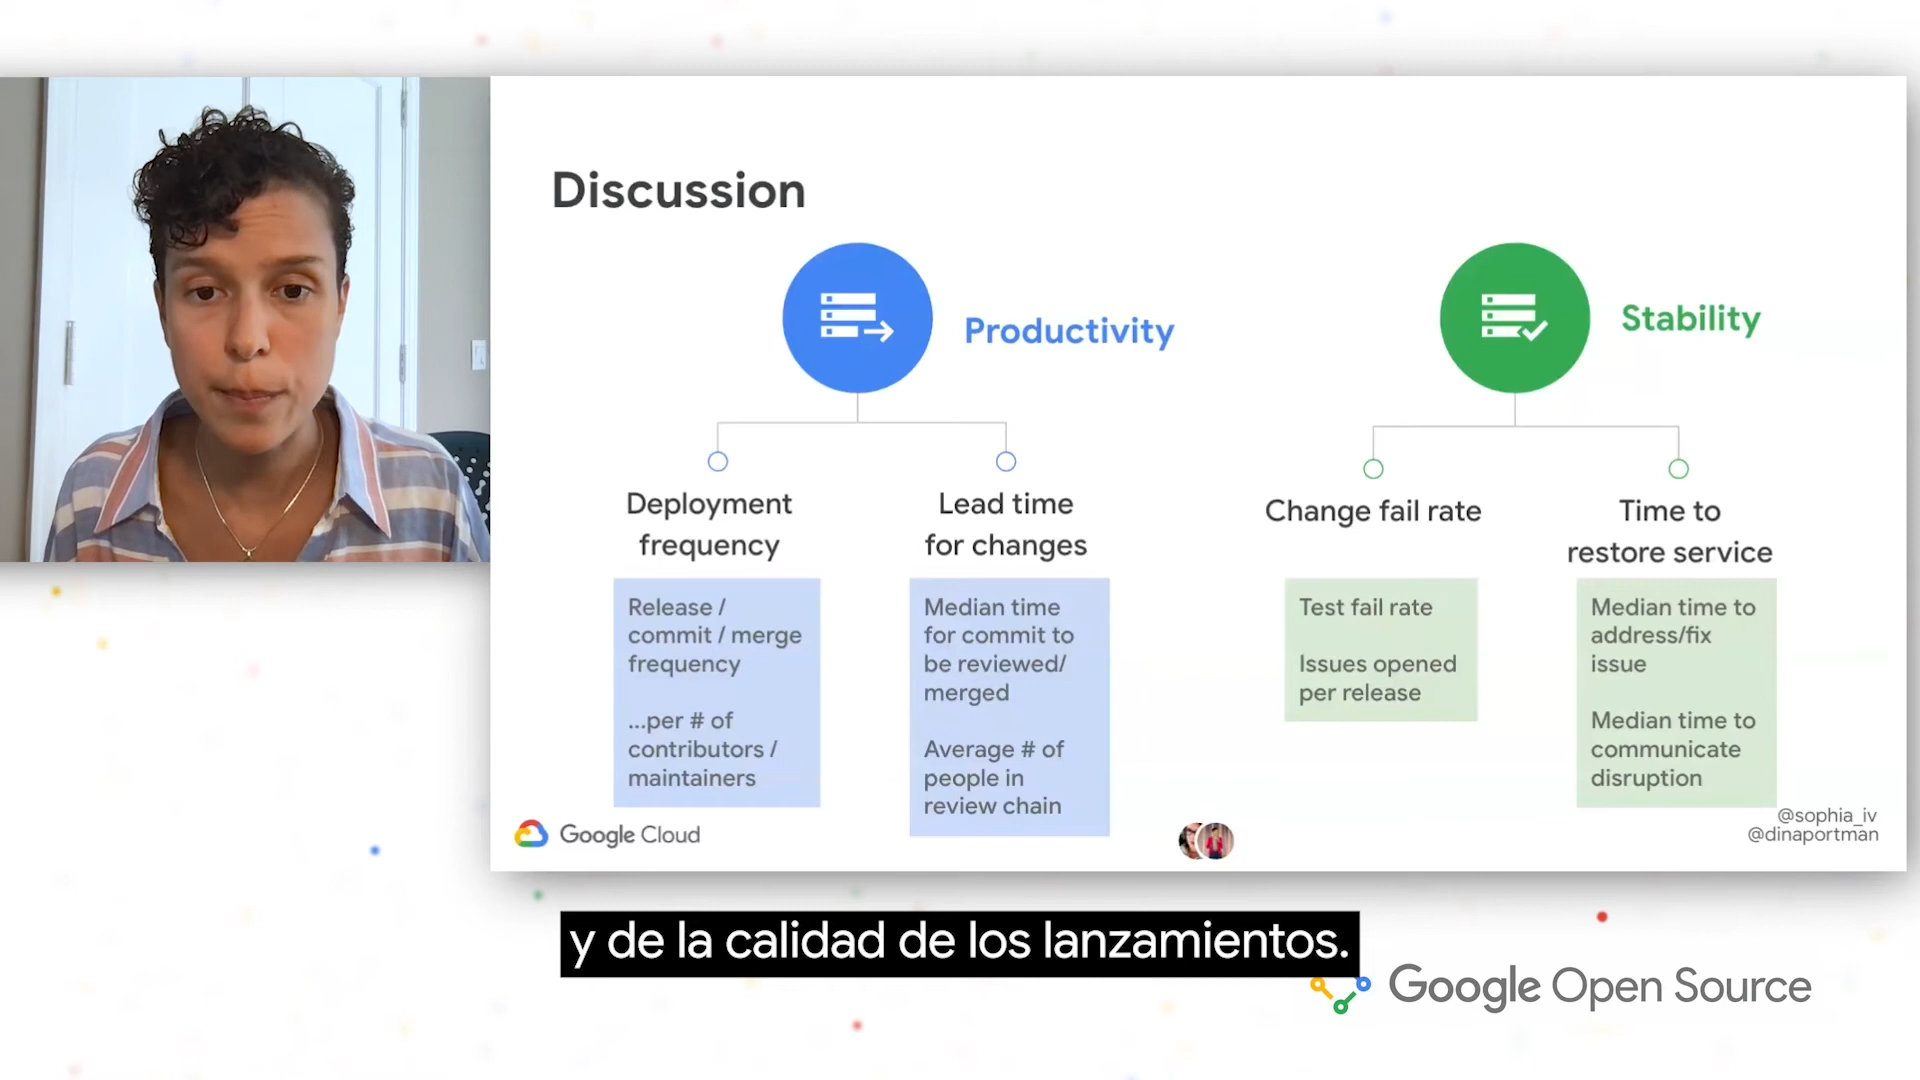 Discussion
Productivity
Stability
Deployment
frequency
Lead time
for changes
Change fail rate
Time to
restore service
Release /
commit / merge
frequency
...per # of
contributors /
maintainers
Median time
for commit to
be reviewed/
merged
Average # of
people in
review chain
Test fail rate
Issues opened
per release
Median time to
address/fix
issue
Median time to
communicate
disruption
Google Cloud
@sophia_iv
@dinaportman
y de la calidad de los lanzamientos.
Google Open Source